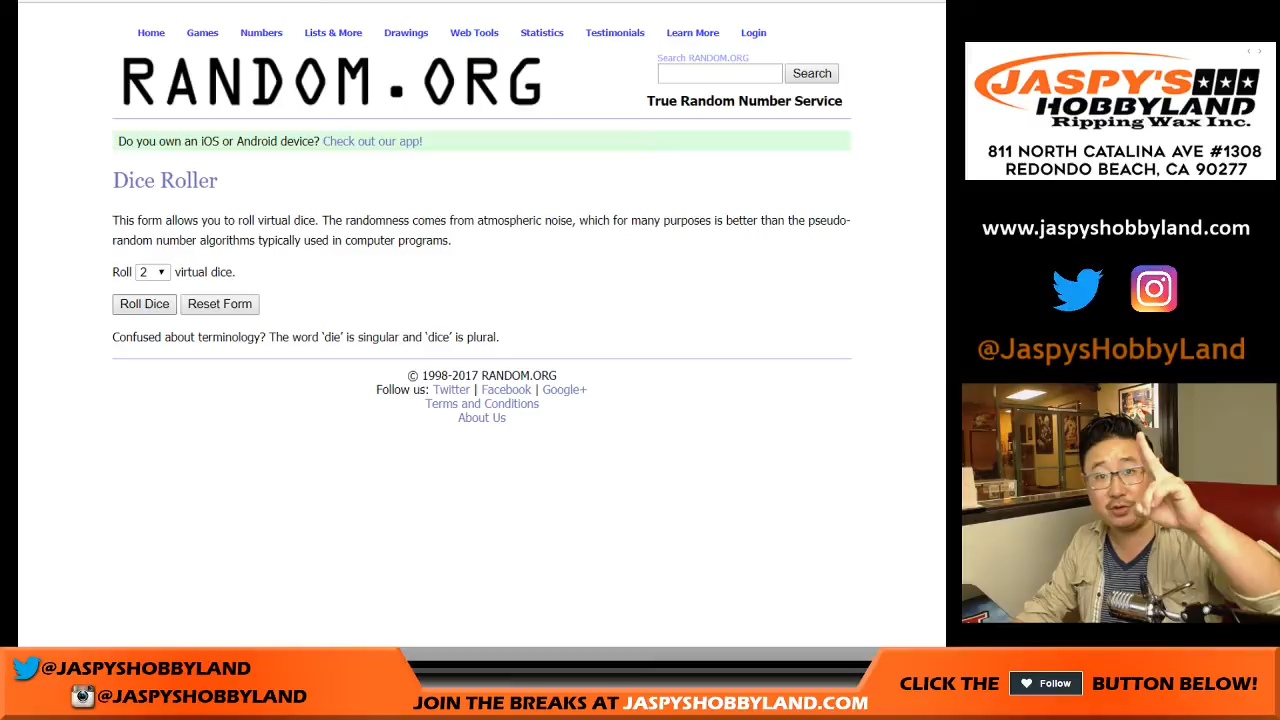 Home Games Numbers Lists & More Drawings Web Tools Statistics Testimonials Learn More Login
RANDOM.ORG
Search RANDOM.ORG
Search
True Random Number Service
Do you own an iOS or Android device? Check out our app!
Dice Roller
This form allows you to roll virtual dice. The randomness comes from atmospheric noise, which for many purposes is better than the pseudo-
random number algorithms typically used in computer programs.
Roll 2 virtual dice.
Roll Dice Reset Form
Confused about terminology? The word ‘die’ is singular and ‘dice’ is plural.
© 1998-2017 RANDOM.ORG
Follow us: Twitter | Facebook | Google+
Terms and Conditions
About Us
JASPY'S
HOBBYLAND
Ripping Wax Inc.
811 NORTH CATALINA AVE #1308
REDONDO BEACH, CA 90277
www.jaspyshobbyland.com
@JaspysHobbyLand
@JASPYSHOBBYLAND
@JASPYSHOBBYLAND
JOIN THE BREAKS AT JASPYSHOBBYLAND.COM
CLICK THE Follow BUTTON BELOW!